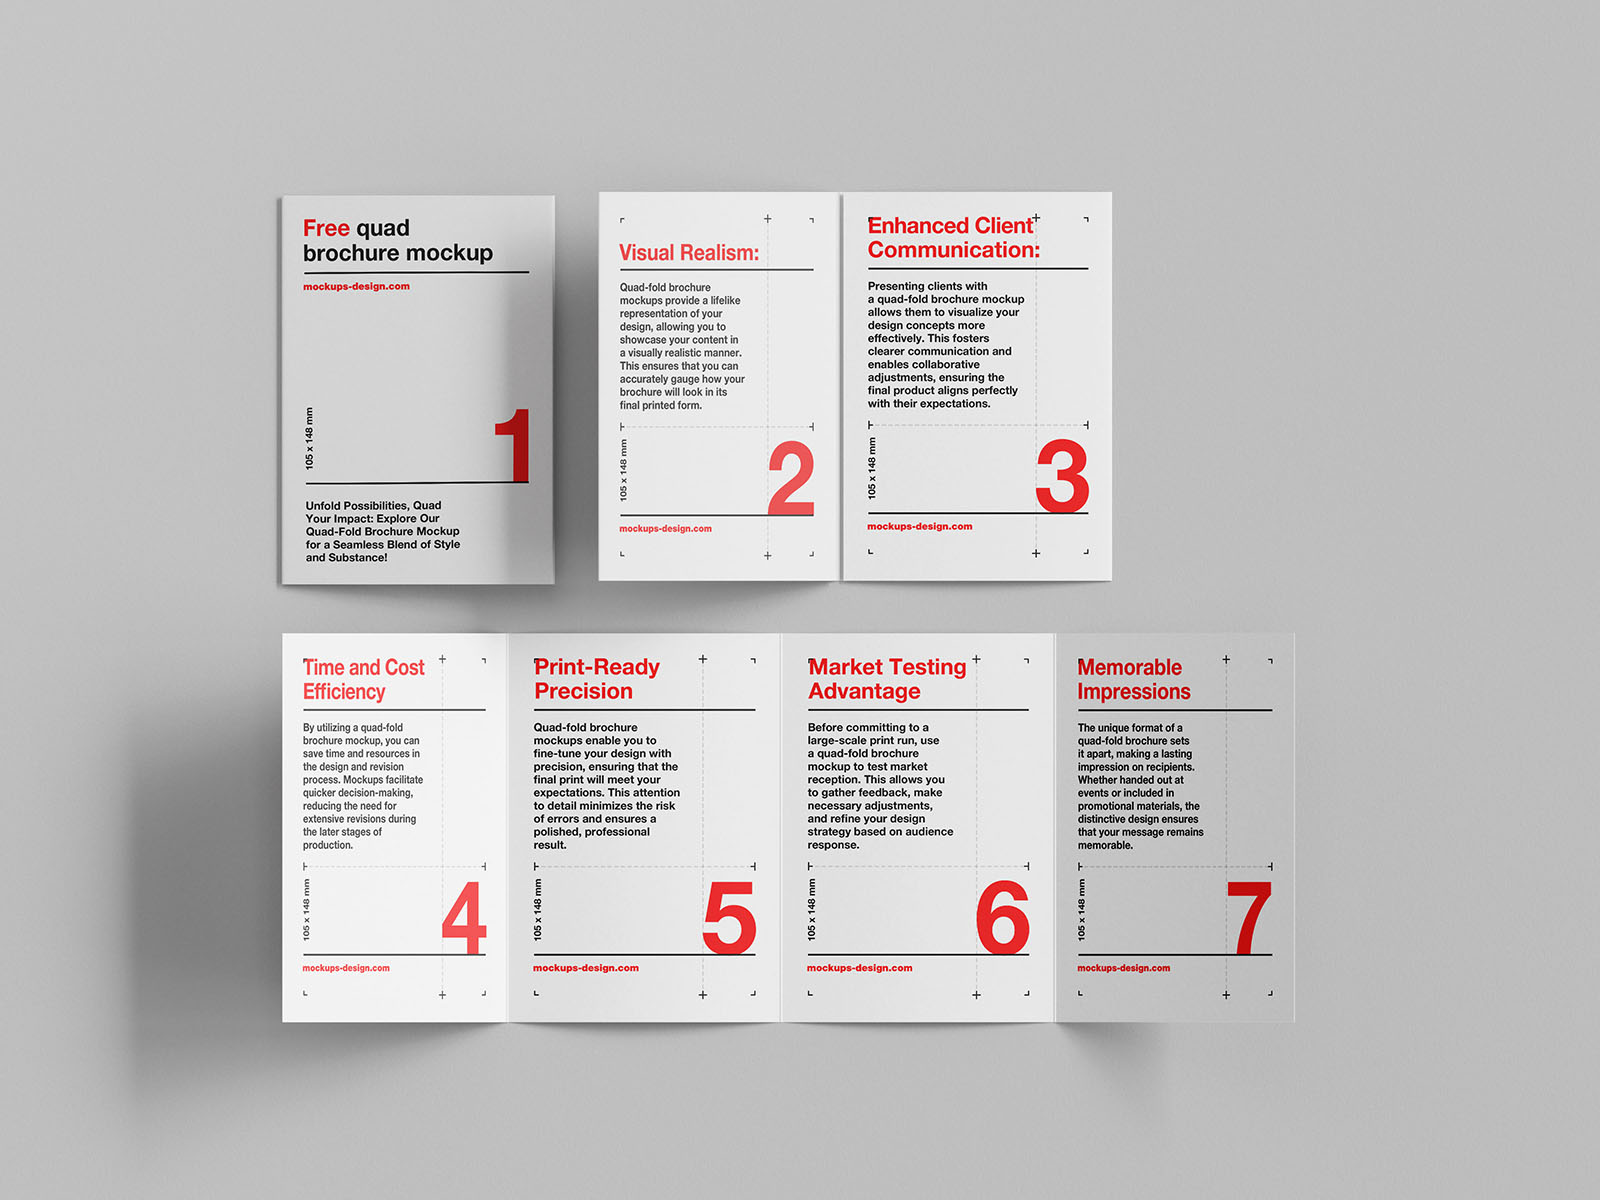 Free quad
brochure mockup
mockups-design.com
105 x 148 mm
1
Unfold Possibilities, Quad
Your Impact: Explore Our
Quad-Fold Brochure Mockup
for a Seamless Blend of Style
and Substance!
Visual Realism:
Quad-fold brochure
mockups provide a lifelike
representation of your
design, allowing you to
showcase your content in
a visually realistic manner.
This ensures that you can
accurately gauge how your
brochure will look in its
final printed form.
105 x 148 mm
2
mockups-design.com
Enhanced Client
Communication:
Presenting clients with
a quad-fold brochure mockup
allows them to visualize your
design concepts more
effectively. This fosters
clearer communication and
enables collaborative
adjustments, ensuring the
final product aligns perfectly
with their expectations.
105 x 148 mm
3
mockups-design.com
Time and Cost
Efficiency
By utilizing a quad-fold
brochure mockup, you can
save time and resources in
the design and revision
process. Mockups facilitate
quicker decision-making,
reducing the need for
extensive revisions during
the later stages of
production.
105 x 148 mm
4
mockups-design.com
Print-Ready
Precision
Quad-fold brochure
mockups enable you to
fine-tune your design with
precision, ensuring that the
final print will meet your
expectations. This attention
to detail minimizes the risk
of errors and ensures a
polished, professional
result.
105 x 148 mm
5
mockups-design.com
Market Testing
Advantage
Before committing to a
large-scale print run, use
a quad-fold brochure
mockup to test market
reception. This allows you
to gather feedback, make
necessary adjustments,
and refine your design
strategy based on audience
response.
105 x 148 mm
6
mockups-design.com
Memorable
Impressions
The unique format of a
quad-fold brochure sets
it apart, making a lasting
impression on recipients.
Whether handed out at
events or included in
promotional materials, the
distinctive design ensures
that your message remains
memorable.
105 x 148 mm
7
mockups-design.com